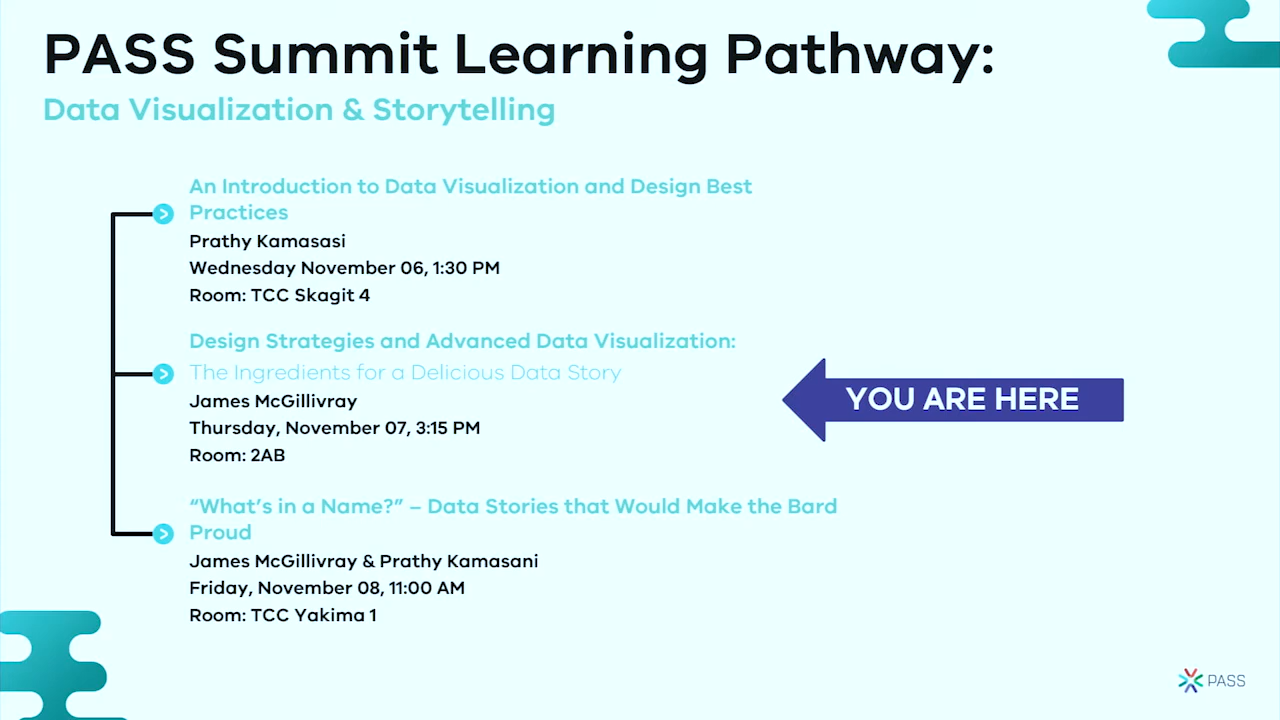 PASS Summit Learning Pathway:
Data Visualization & Storytelling
An Introduction to Data Visualization and Design Best
Practices
Prathy Kamasasi
Wednesday November 06, 1:30 PM
Room: TCC Skagit 4
Design Strategies and Advanced Data Visualization:
The Ingredients for a Delicious Data Story
James McGillivray
Thursday, November 07, 3:15 PM
Room: 2AB
YOU ARE HERE
“What’s in a Name?” – Data Stories that Would Make the Bard
Proud
James McGillivray & Prathy Kamasani
Friday, November 08, 11:00 AM
Room: TCC Yakima 1
PASS